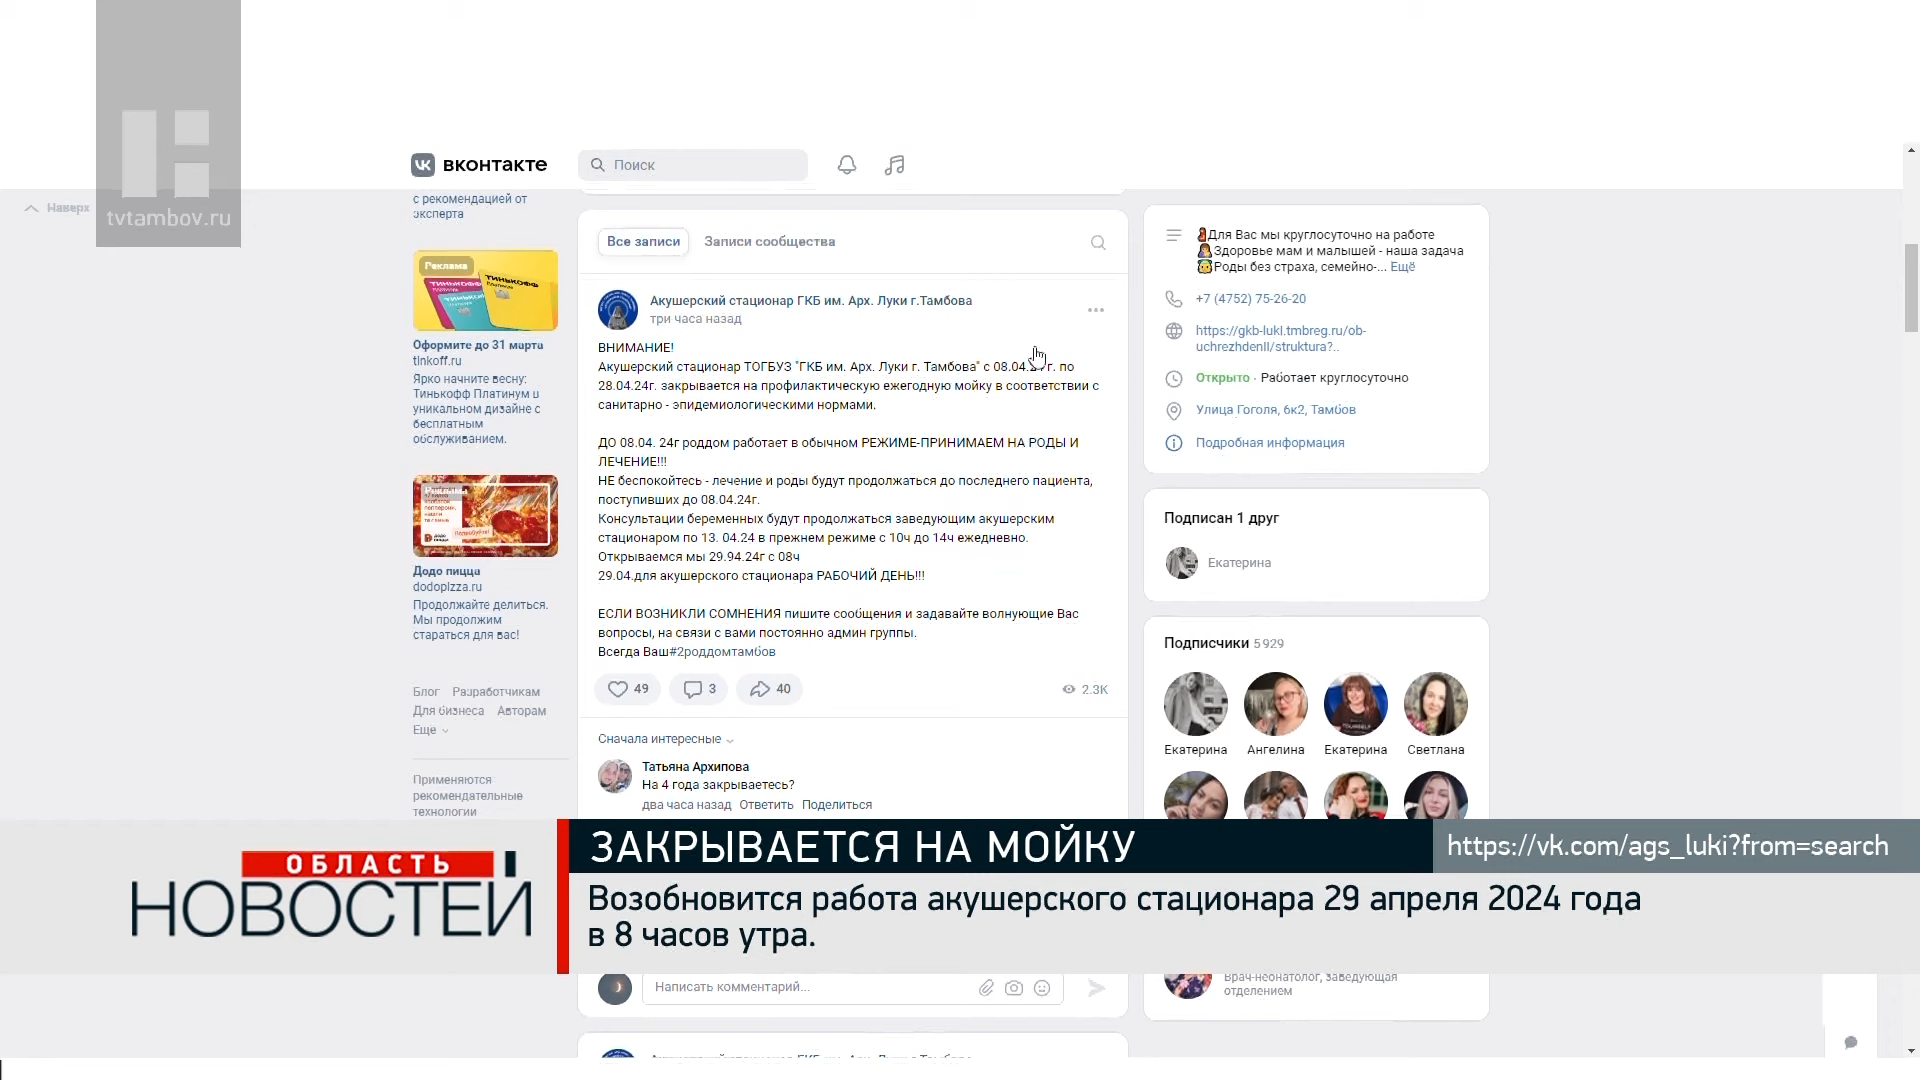 tvtambov.ru
Наверх
вконтакте
Поиск
с рекомендацией от
эксперта
Реклама
ТИНЬКОФФ
Оформите до 31 марта
tinkoff.ru
Ярко начните весну:
Тинькофф Платинум в
уникальном дизайне с
бесплатным
обслуживанием.
Додо пицца
dodopizza.ru
Продолжайте делиться.
Мы продолжим
стараться для вас!
Блог Разработчикам
Для бизнеса Авторам
Еще
Применяются
рекомендательные
технологии
Все записи Записи сообщества
Акушерский стационар ГКБ им. Арх. Луки г.Тамбова
три часа назад
ВНИМАНИЕ!
Акушерский стационар ТОГБУЗ "ГКБ им. Арх. Луки г. Тамбова" с 08.04.24г. по
28.04.24г. закрывается на профилактическую ежегодную мойку в соответствии с
санитарно - эпидемиологическими нормами.
ДО 08.04. 24г роддом работает в обычном РЕЖИМЕ-ПРИНИМАЕМ НА РОДЫ И
ЛЕЧЕНИЕ!!!
НЕ беспокойтесь - лечение и роды будут продолжаться до последнего пациента,
поступивших до 08.04.24г.
Консультации беременных будут продолжаться заведующим акушерским
стационаром по 13. 04.24 в прежнем режиме с 10ч до 14ч ежедневно.
Открываемся мы 29.94.24г с 08ч
29.04.для акушерского стационара РАБОЧИЙ ДЕНЬ!!!
ЕСЛИ ВОЗНИКЛИ СОМНЕНИЯ пишите сообщения и задавайте волнующие Вас
вопросы, на связи с вами постоянно админ группы.
Всегда Ваш#2роддомтамбов
49 3 40 2.3K
Сначала интересные
Татьяна Архипова
На 4 года закрываетесь?
два часа назад Ответить Поделиться
Для Вас мы круглосуточно на работе
Здоровье мам и малышей - наша задача
Роды без страха, семейно-... Ещё
+7 (4752) 75-26-20
https://gkb-luki.tmbreg.ru/ob-
uchrezhdenii/struktura?..
Открыто · Работает круглосуточно
Улица Гоголя, 6к2, Тамбов
Подробная информация
Подписан 1 друг
Екатерина
Подписчики 5 929
Екатерина Ангелина Екатерина Светлана
ОБЛАСТЬ
НОВОСТЕЙ
ЗАКРЫВАЕТСЯ НА МОЙКУ
https://vk.com/ags_luki?from=search
Возобновится работа акушерского стационара 29 апреля 2024 года
в 8 часов утра.
Написать комментарий...
Врач-неонатолог, заведующая
отделением